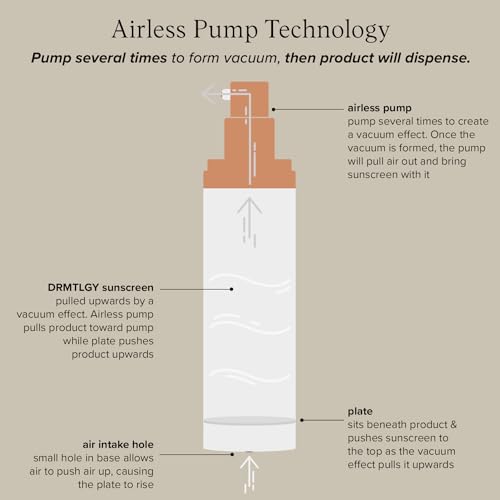 Airless Pump Technology
Pump several times to form vacuum, then product will dispense.
airless pump
pump several times to create
a vacuum effect. Once the
vacuum is formed, the pump
will pull air out and bring
sunscreen with it
DRMTLGY sunscreen
pulled upwards by a
vacuum effect. Airless pump
pulls product toward pump
while plate pushes
product upwards
plate
sits beneath product &
pushes sunscreen to
the top as the vacuum
effect pulls it upwards
air intake hole
small hole in base allows
air to push air up, causing
the plate to rise